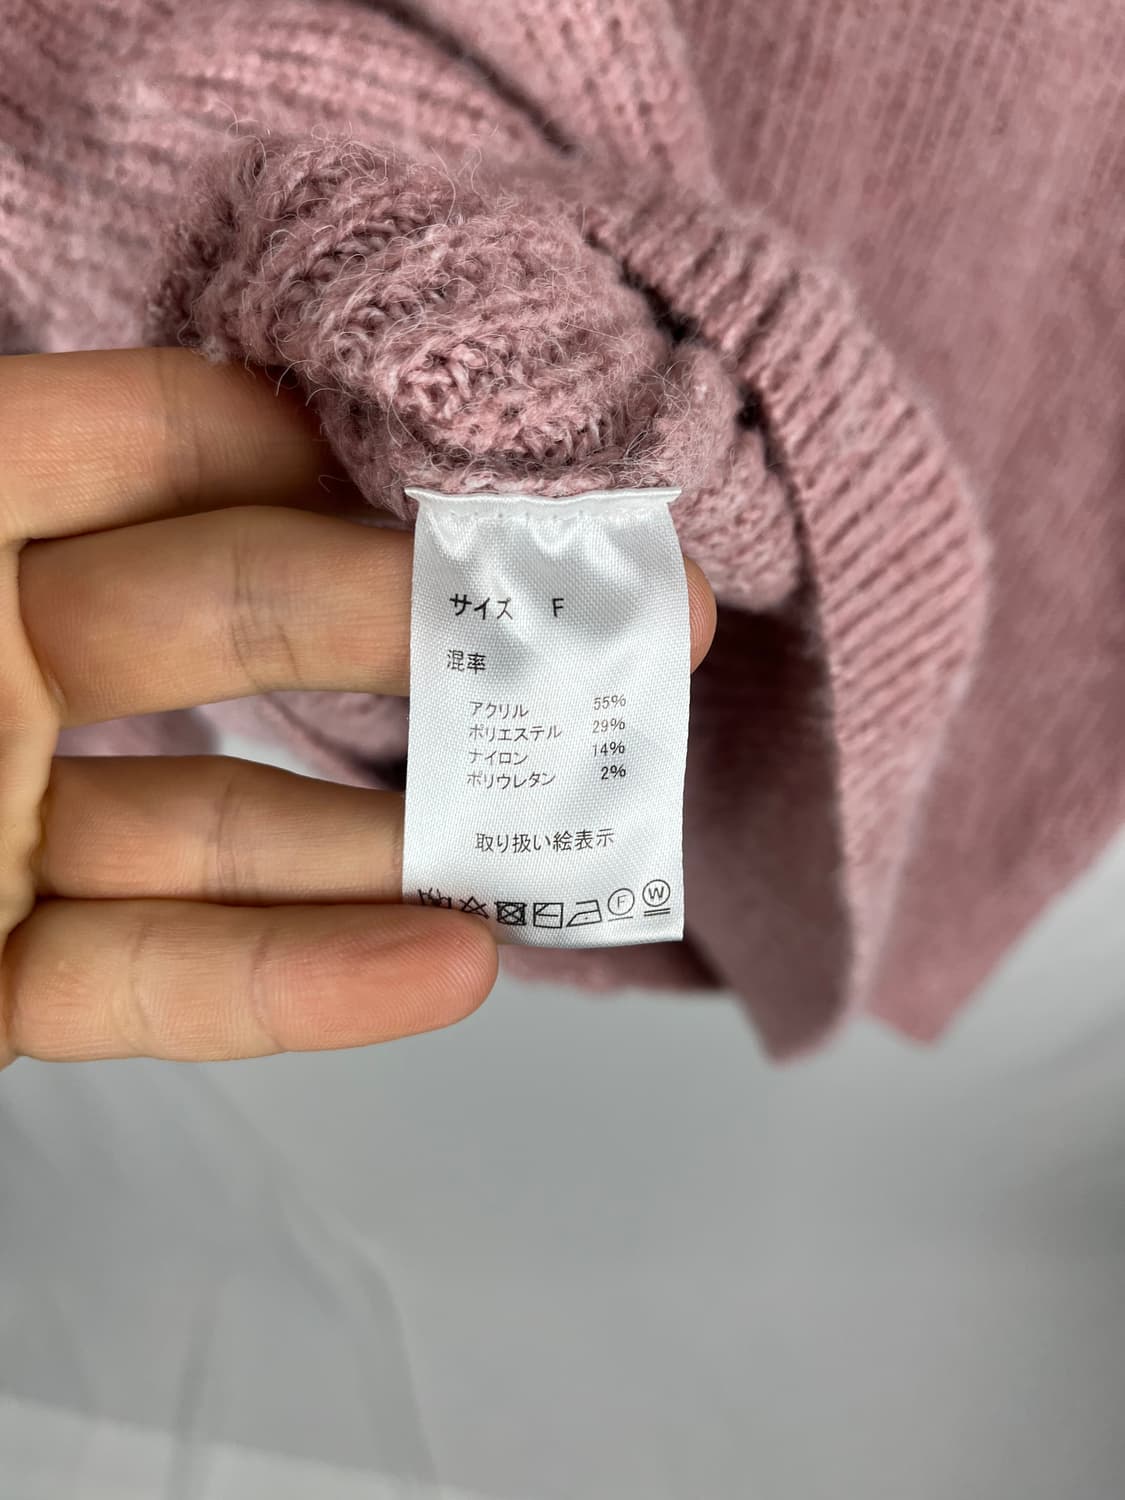 サイズ F
混率
アクリル 55%
ポリエステル 29%
ナイロン 14%
ポリウレタン 2%
取り扱い絵表示
F W